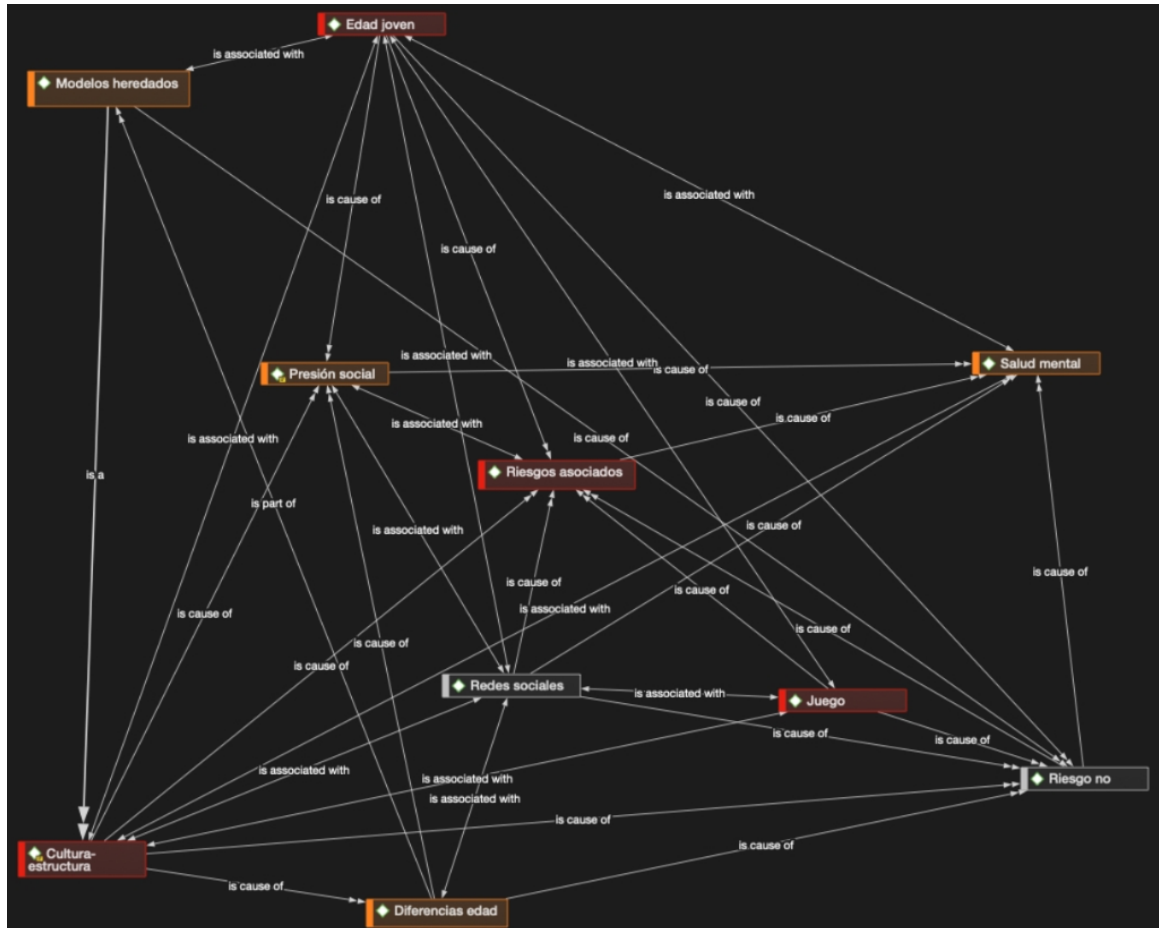 Edad joven
is associated with
Modelos heredados
is associated with
is cause of
is cause of
is associated with
is associated with
is cause of
Presión social
Salud mental
is cause of
is cause of
is associated with
is associated with
is cause of
Riesgos asociados
is a
is part of
is associated with
is cause of
is cause of
is cause of
is cause of
is associated with
is cause of
is cause of
is cause of
is cause of
Redes sociales
is associated with
Juego
is cause of
is cause of
is associated with
is associated with
Riesgo no
is associated with
is cause of
Cultura-
estructura
is cause of
is cause of
Diferencias edad